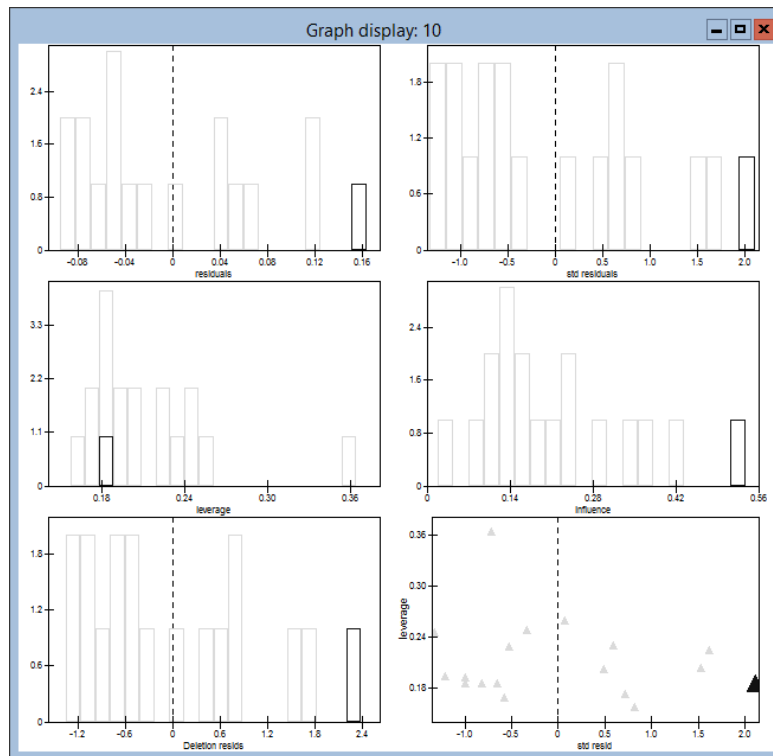 Graph display: 10
2.4
1.6
0.8
0
-0.08 -0.04 0 0.04 0.08 0.12 0.16
residuals
1.8
1.2
0.6
0
-1.0 -0.5 0 0.5 1.0 1.5 2.0
std residuals
3.3
2.2
1.1
0
0.18 0.24 0.30 0.36
leverage
2.4
1.6
0.8
0
0 0.14 0.28 0.42 0.56
influence
1.8
1.2
0.6
0
-1.2 -0.6 0 0.6 1.2 1.8 2.4
Deletion resids
leverage
0.36
0.30
0.24
0.18
-1.0 -0.5 0 0.5 1.0 1.5 2.0
std resid